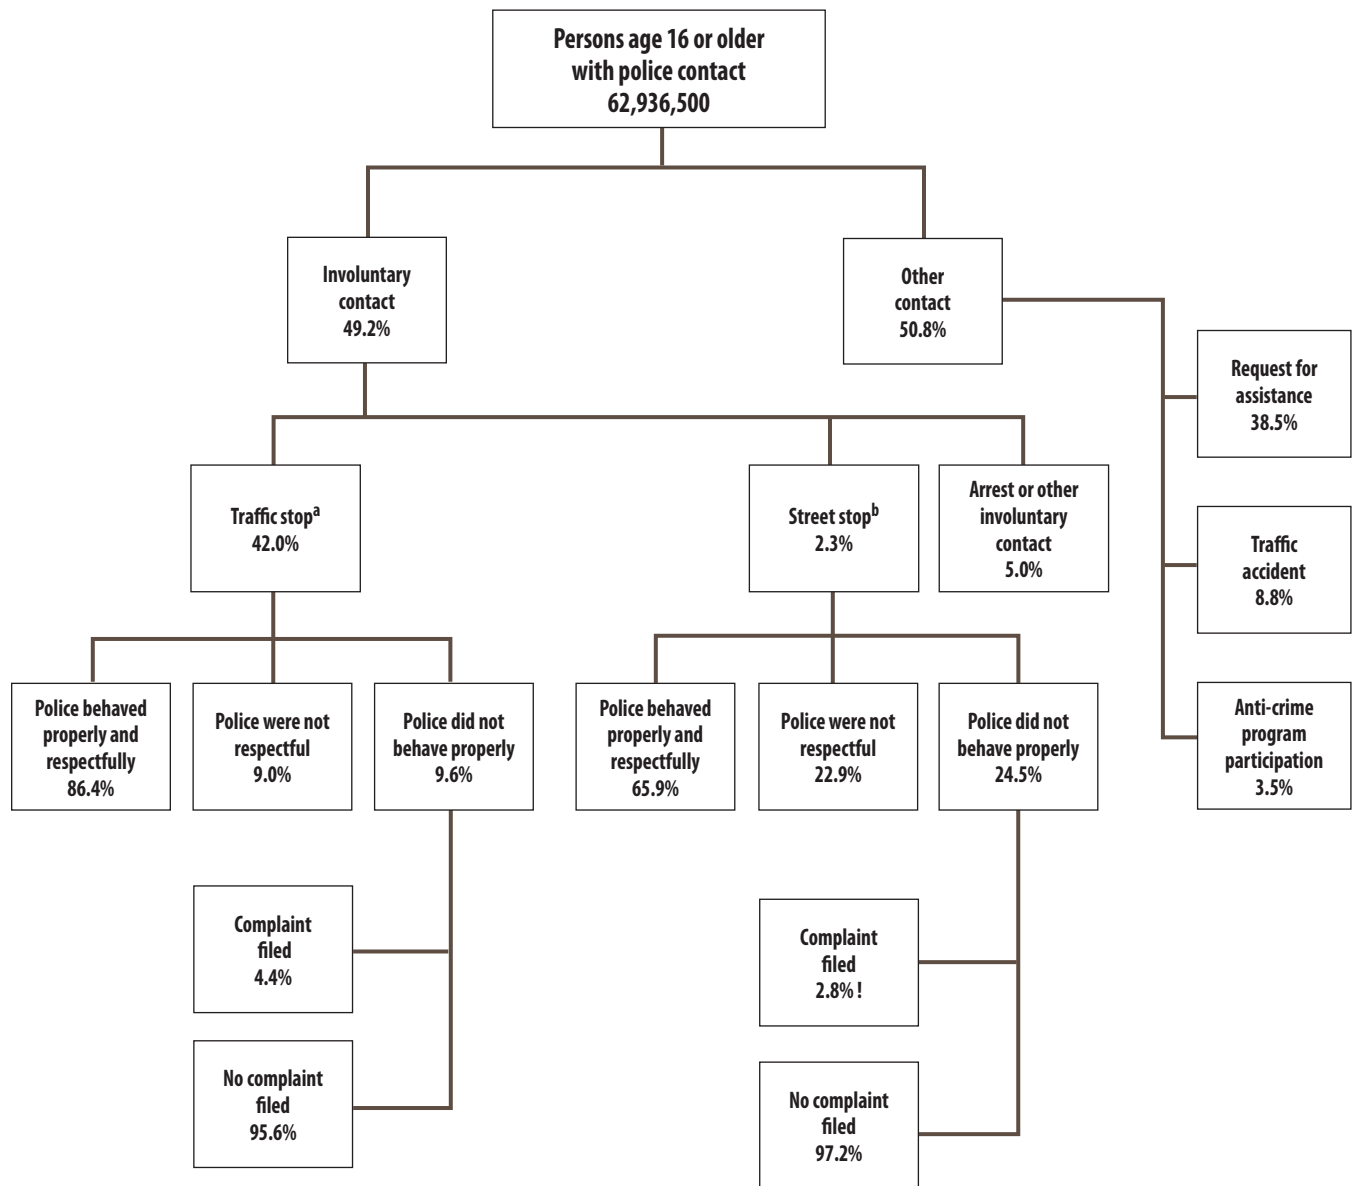 Persons age 16 or older
with police contact
62,936,500
Involuntary
contact
49.2%
Other
contact
50.8%
Request for
assistance
38.5%
Traffic
accident
8.8%
Anti-crime
program
participation
3.5%
Traffic stopa
42.0%
Street stopb
2.3%
Arrest or other
involuntary
contact
5.0%
Police behaved
properly and
respectfully
86.4%
Police were not
respectful
9.0%
Police did not
behave properly
9.6%
Police behaved
properly and
respectfully
65.9%
Police were not
respectful
22.9%
Police did not
behave properly
24.5%
Complaint
filed
4.4%
No complaint
filed
95.6%
Complaint
filed
2.8% !
No complaint
filed
97.2%